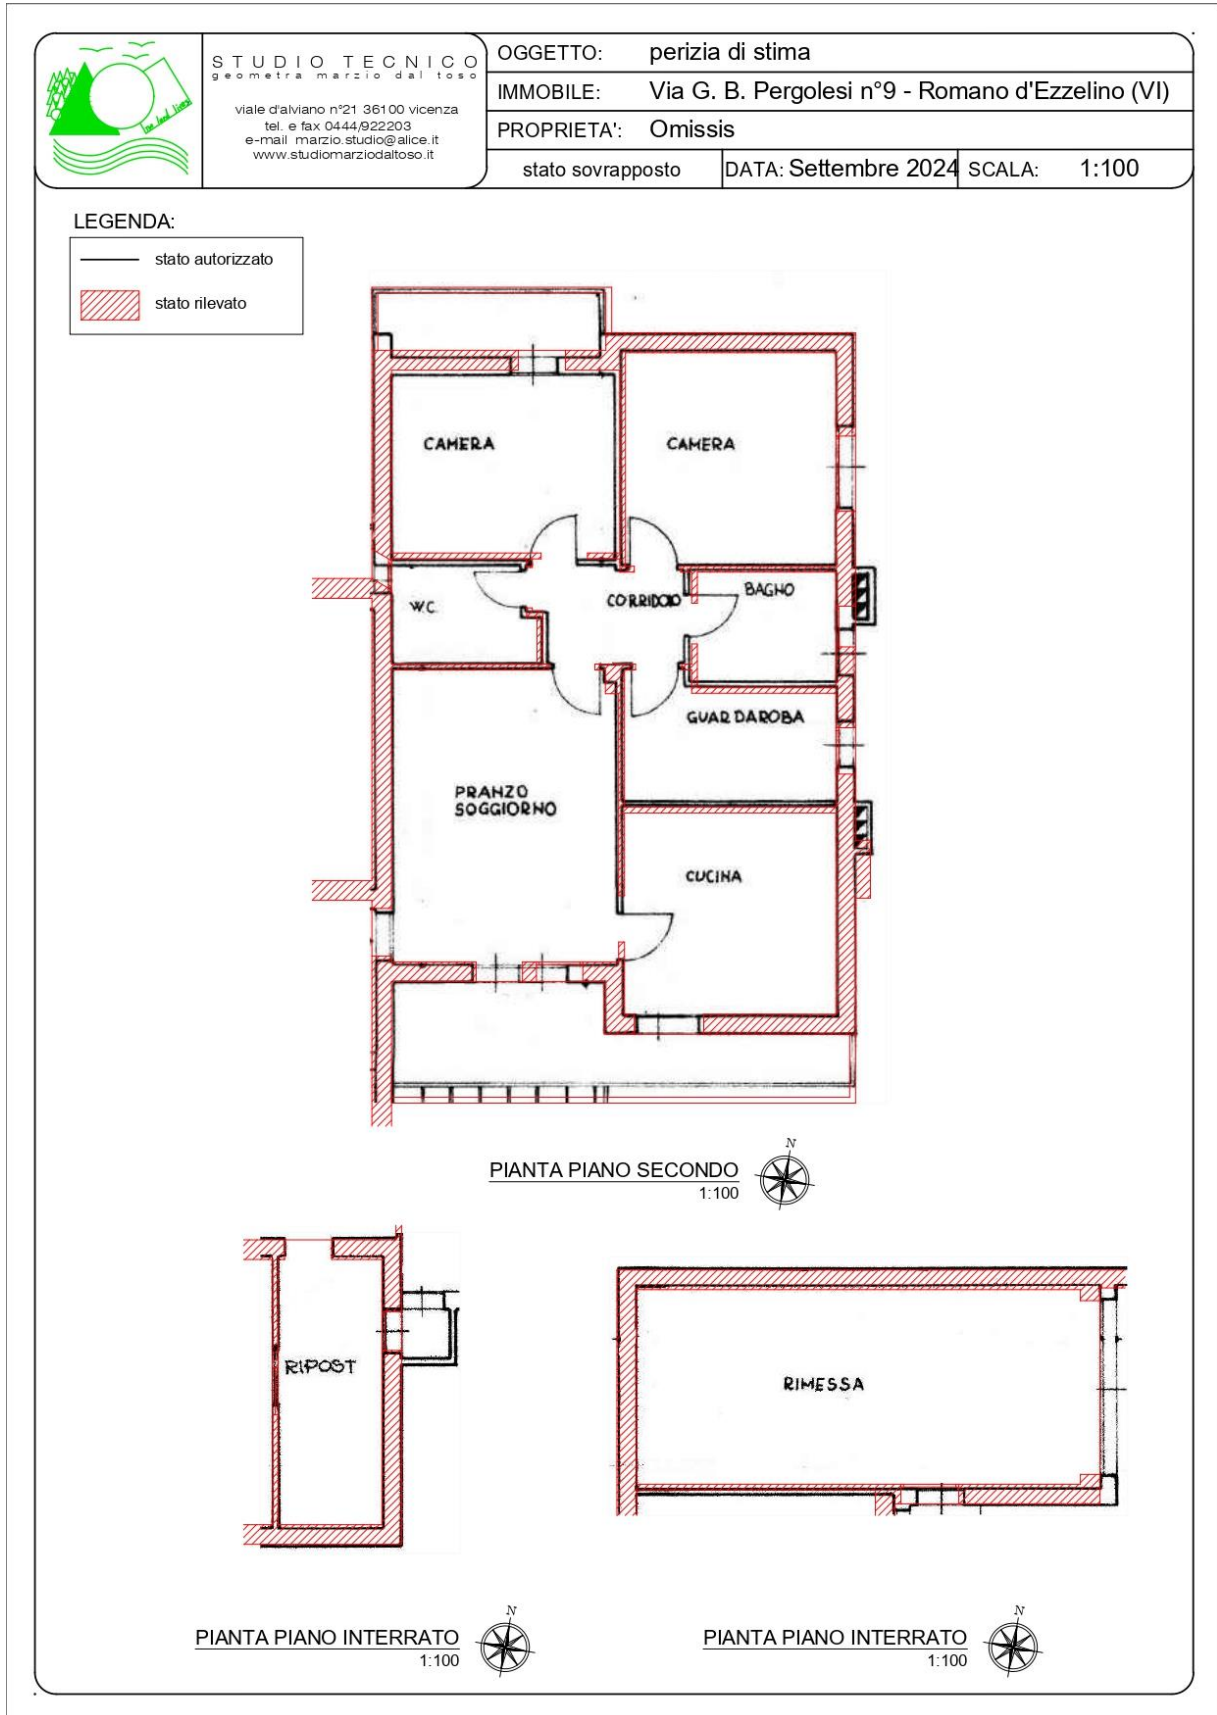 STUDIO TECNICO
geometra marzio dal toso
viale d'alviano n°21 36100 vicenza
tel. e fax 0444/922203
e-mail marzio.studio@alice.it
www.studiomarziodaltoso.it
OGGETTO: perizia di stima
IMMOBILE: Via G. B. Pergolesi n°9 - Romano d'Ezzelino (VI)
PROPRIETA': Omissis
stato sovrapposto DATA: Settembre 2024 SCALA: 1:100
LEGENDA:
stato autorizzato
stato rilevato
CAMERA CAMERA
W.C. CORRIDOIO BAGNO
GUARDAROBA
PRANZO
SOGGIORNO
CUCINA
N
PIANTA PIANO SECONDO
1:100
RIPOST
RIMESSA
N
PIANTA PIANO INTERRATO
1:100
N
PIANTA PIANO INTERRATO
1:100